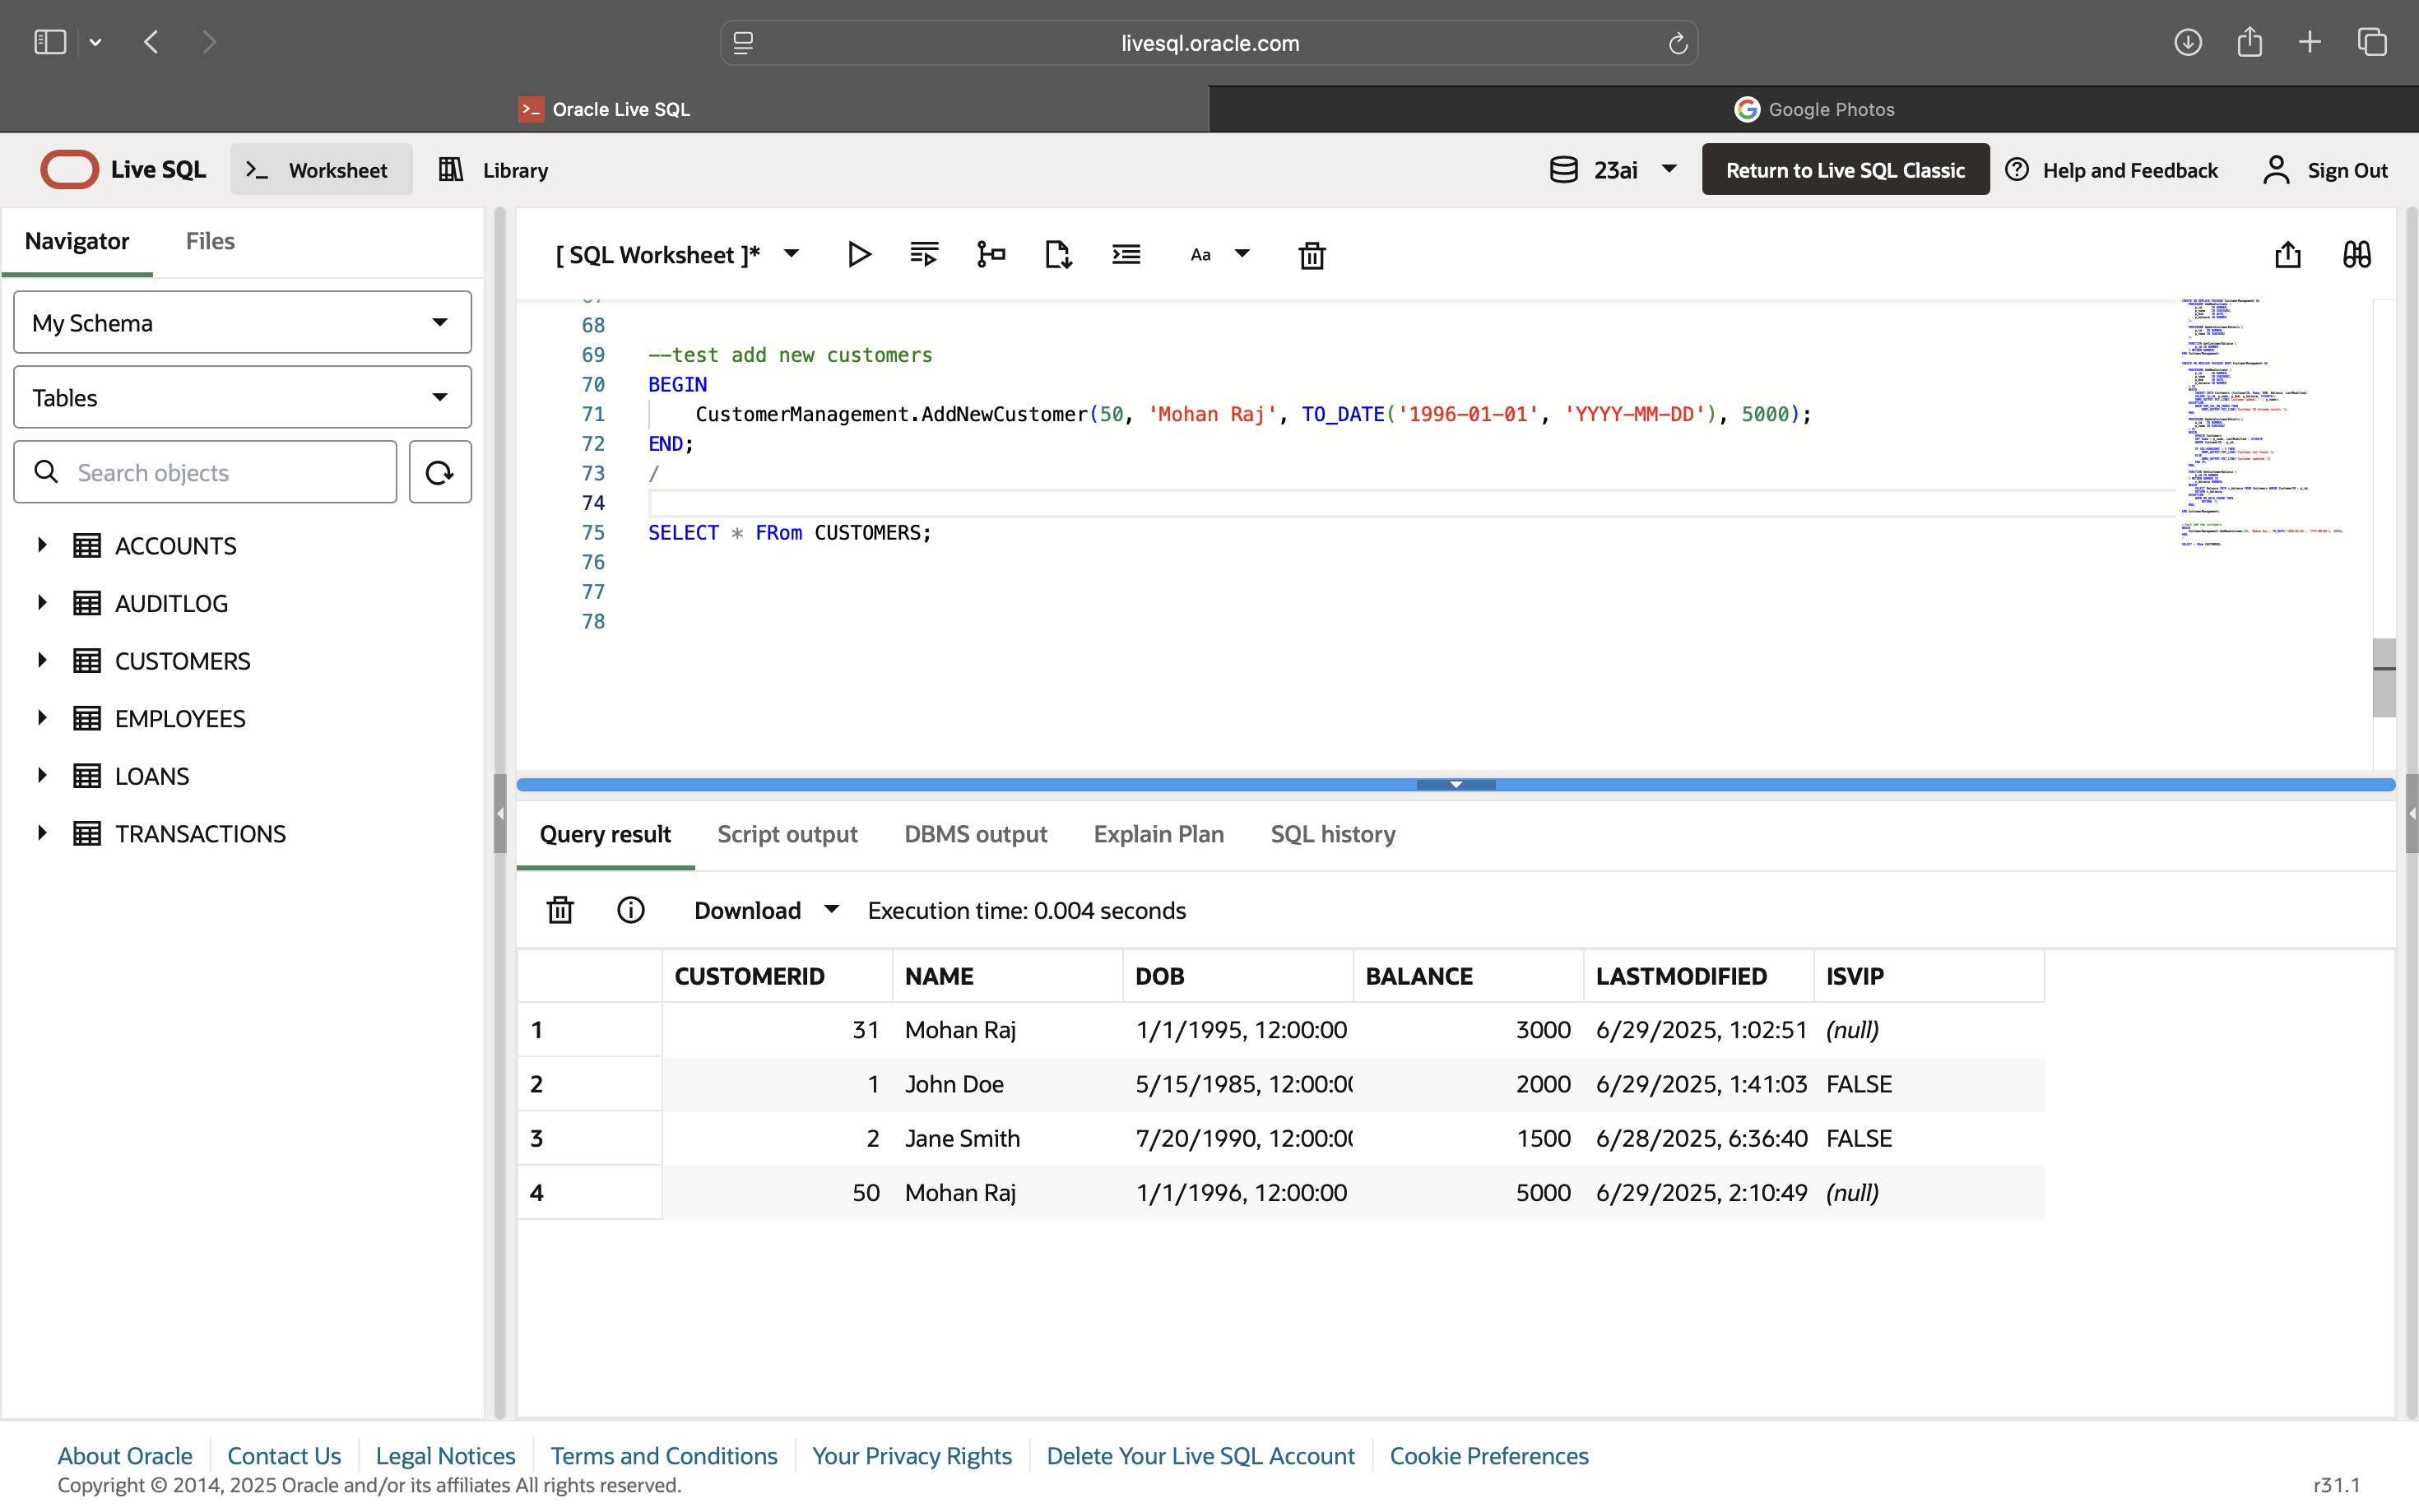 livesql.oracle.com
Oracle Live SQL
Google Photos
Live SQL
Worksheet
Library
23ai
Return to Live SQL Classic
Help and Feedback
Sign Out
Navigator
Files
My Schema
Tables
Search objects
ACCOUNTS
AUDITLOG
CUSTOMERS
EMPLOYEES
LOANS
TRANSACTIONS
[ SQL Worksheet ]*
Aa
68
69 --test add new customers
70 BEGIN
71 CustomerManagement.AddNewCustomer(50, 'Mohan Raj', TO_DATE('1996-01-01', 'YYYY-MM-DD'), 5000);
72 END;
73 /
74
75 SELECT * FRom CUSTOMERS;
76
77
78
Query result
Script output
DBMS output
Explain Plan
SQL history
Download
Execution time: 0.004 seconds
CUSTOMERID NAME DOB BALANCE LASTMODIFIED ISVIP
1 31 Mohan Raj 1/1/1995, 12:00:00 3000 6/29/2025, 1:02:51 (null)
2 1 John Doe 5/15/1985, 12:00:00 2000 6/29/2025, 1:41:03 FALSE
3 2 Jane Smith 7/20/1990, 12:00:00 1500 6/28/2025, 6:36:40 FALSE
4 50 Mohan Raj 1/1/1996, 12:00:00 5000 6/29/2025, 2:10:49 (null)
About Oracle
Contact Us
Legal Notices
Terms and Conditions
Your Privacy Rights
Delete Your Live SQL Account
Cookie Preferences
Copyright © 2014, 2025 Oracle and/or its affiliates All rights reserved.
r31.1